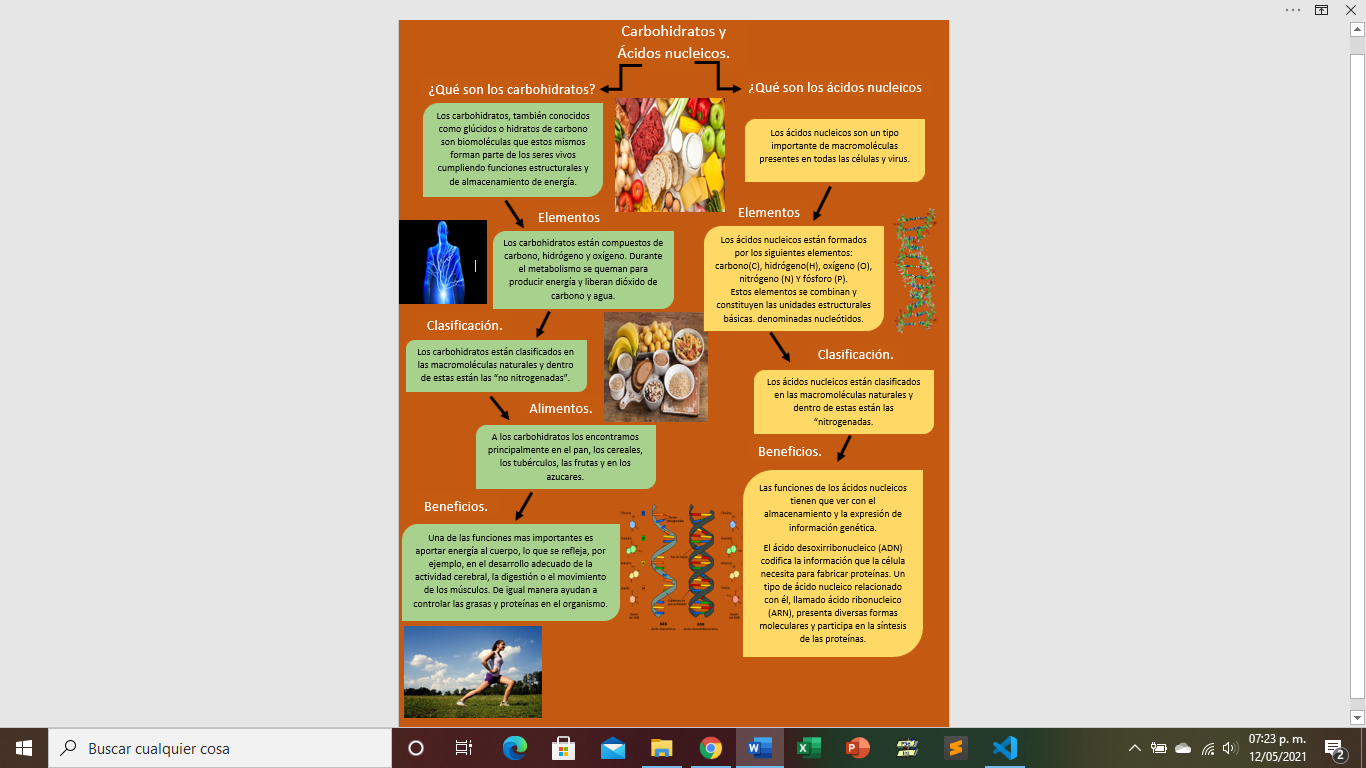 Carbohidratos y
Ácidos nucleicos.
¿Qué son los carbohidratos?
Los carbohidratos, también conocidos
como glúcidos o hidratos de carbono
son biomoléculas que estos mismos
forman parte de los seres vivos
cumpliendo funciones estructurales y
de almacenamiento de energía.
Elementos
Los carbohidratos están compuestos de
carbono, hidrógeno y oxígeno. Durante
el metabolismo se queman para
producir energía y liberan dióxido de
carbono y agua.
Clasificación.
Los carbohidratos están clasificados en
las macromoléculas naturales y dentro
de estas están las “no nitrogenadas”.
Alimentos.
A los carbohidratos los encontramos
principalmente en el pan, los cereales,
los tubérculos, las frutas y en los
azucares.
Beneficios.
Una de las funciones mas importantes es
aportar energía al cuerpo, lo que se refleja, por
ejemplo, en el desarrollo adecuado de la
actividad cerebral, la digestión o el movimiento
de los músculos. De igual manera ayudan a
controlar las grasas y proteínas en el organismo.
¿Qué son los ácidos nucleicos
Los ácidos nucleicos son un tipo
importante de macromoléculas
presentes en todas las células y virus.
Elementos
Los ácidos nucleicos están formados
por los siguientes elementos:
carbono(C), hidrógeno(H), oxígeno (O),
nitrógeno (N) Y fósforo (P).
Estos elementos se combinan y
constituyen las unidades estructurales
básicas. denominadas nucleótidos.
Clasificación.
Los ácidos nucleicos están clasificados
en las macromoléculas naturales y
dentro de estas están las
“nitrogenadas.
Beneficios.
Las funciones de los ácidos nucleicos
tienen que ver con el
almacenamiento y la expresión de
información genética.
El ácido desoxirribonucleico (ADN)
codifica la información que la célula
necesita para fabricar proteínas. Un
tipo de ácido nucleico relacionado
con él, llamado ácido ribonucleico
(ARN), presenta diversas formas
moleculares y participa en la síntesis
de las proteínas.
Buscar cualquier cosa
07:23 p. m.
12/05/2021
2